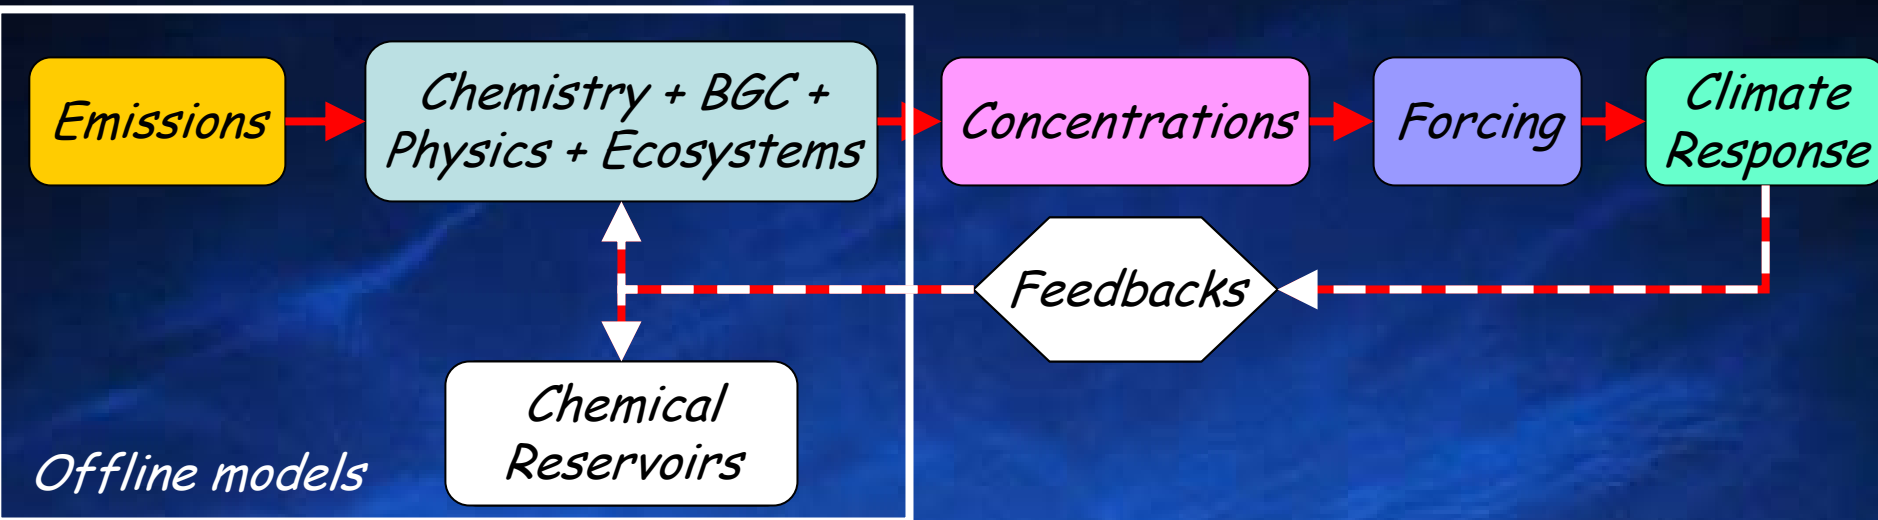 Emissions
Chemistry + BGC +
Physics + Ecosystems
Concentrations
Forcing
Climate
Response
Feedbacks
Chemical
Reservoirs
Offline models